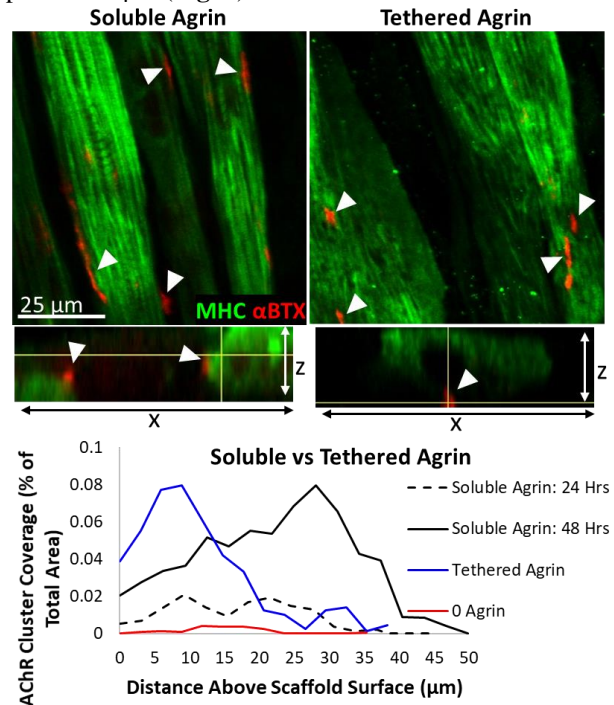 Soluble Agrin
Tethered Agrin
25 μm
MHC αBTX
Z
X
Z
X
Soluble vs Tethered Agrin
AChR Cluster Coverage (% of
Total Area)
0.1
0.08
0.06
0.04
0.02
0
Soluble Agrin: 24 Hrs
Soluble Agrin: 48 Hrs
Tethered Agrin
0 Agrin
0 5 10 15 20 25 30 35 40 45 50
Distance Above Scaffold Surface (μm)